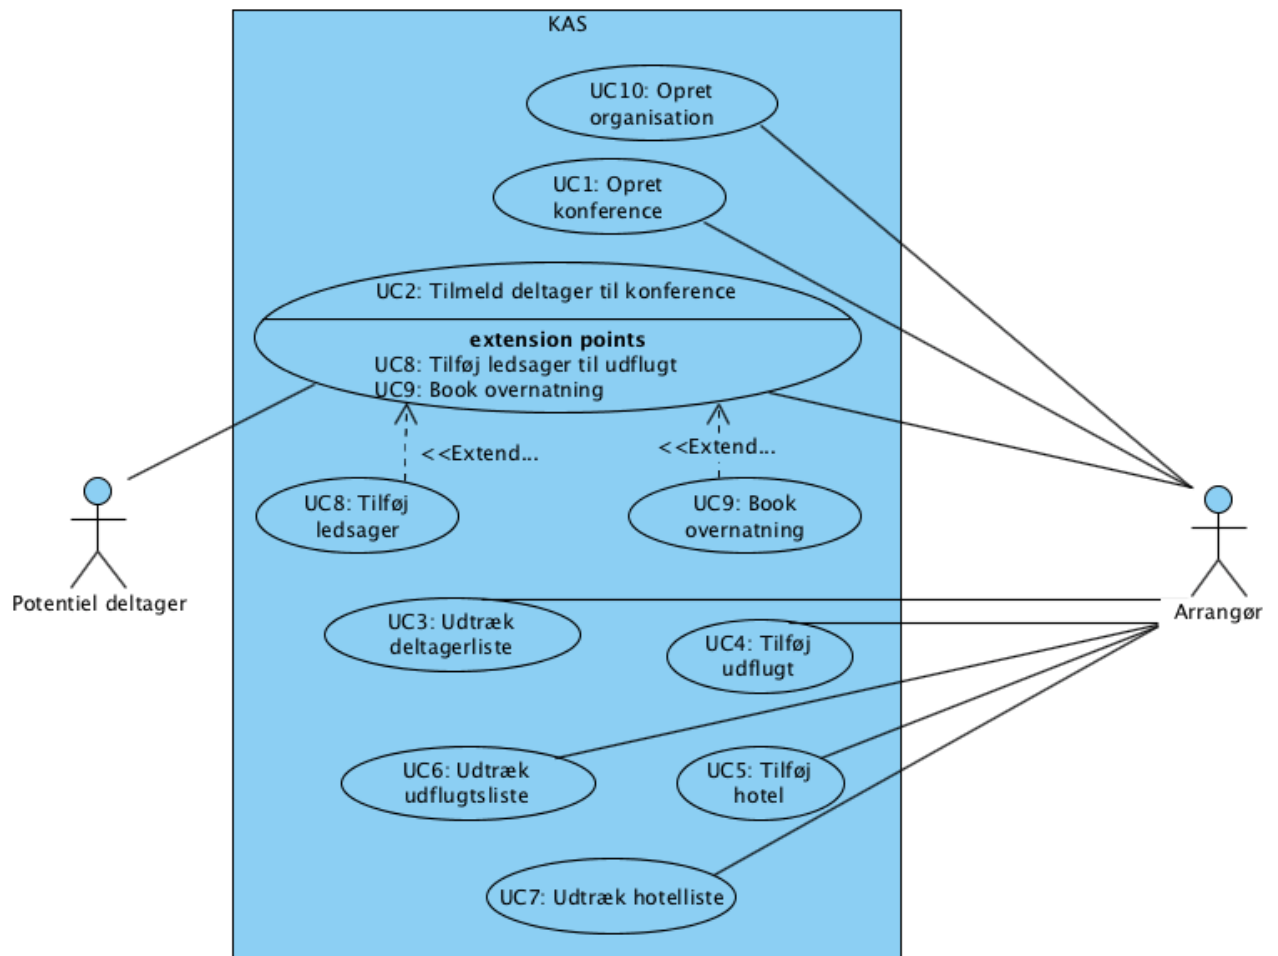 KAS
UC10: Opret
organisation
UC1: Opret
konference
UC2: Tilmeld deltager til konference
extension points
UC8: Tilføj ledsager til udflugt
UC9: Book overnatning
<<Extend...
<<Extend...
UC8: Tilføj
ledsager
UC9: Book
overnatning
Potentiel deltager
Arrangør
UC3: Udtræk
deltagerliste
UC4: Tilføj
udflugt
UC6: Udtræk
udflugtsliste
UC5: Tilføj
hotel
UC7: Udtræk hotelliste